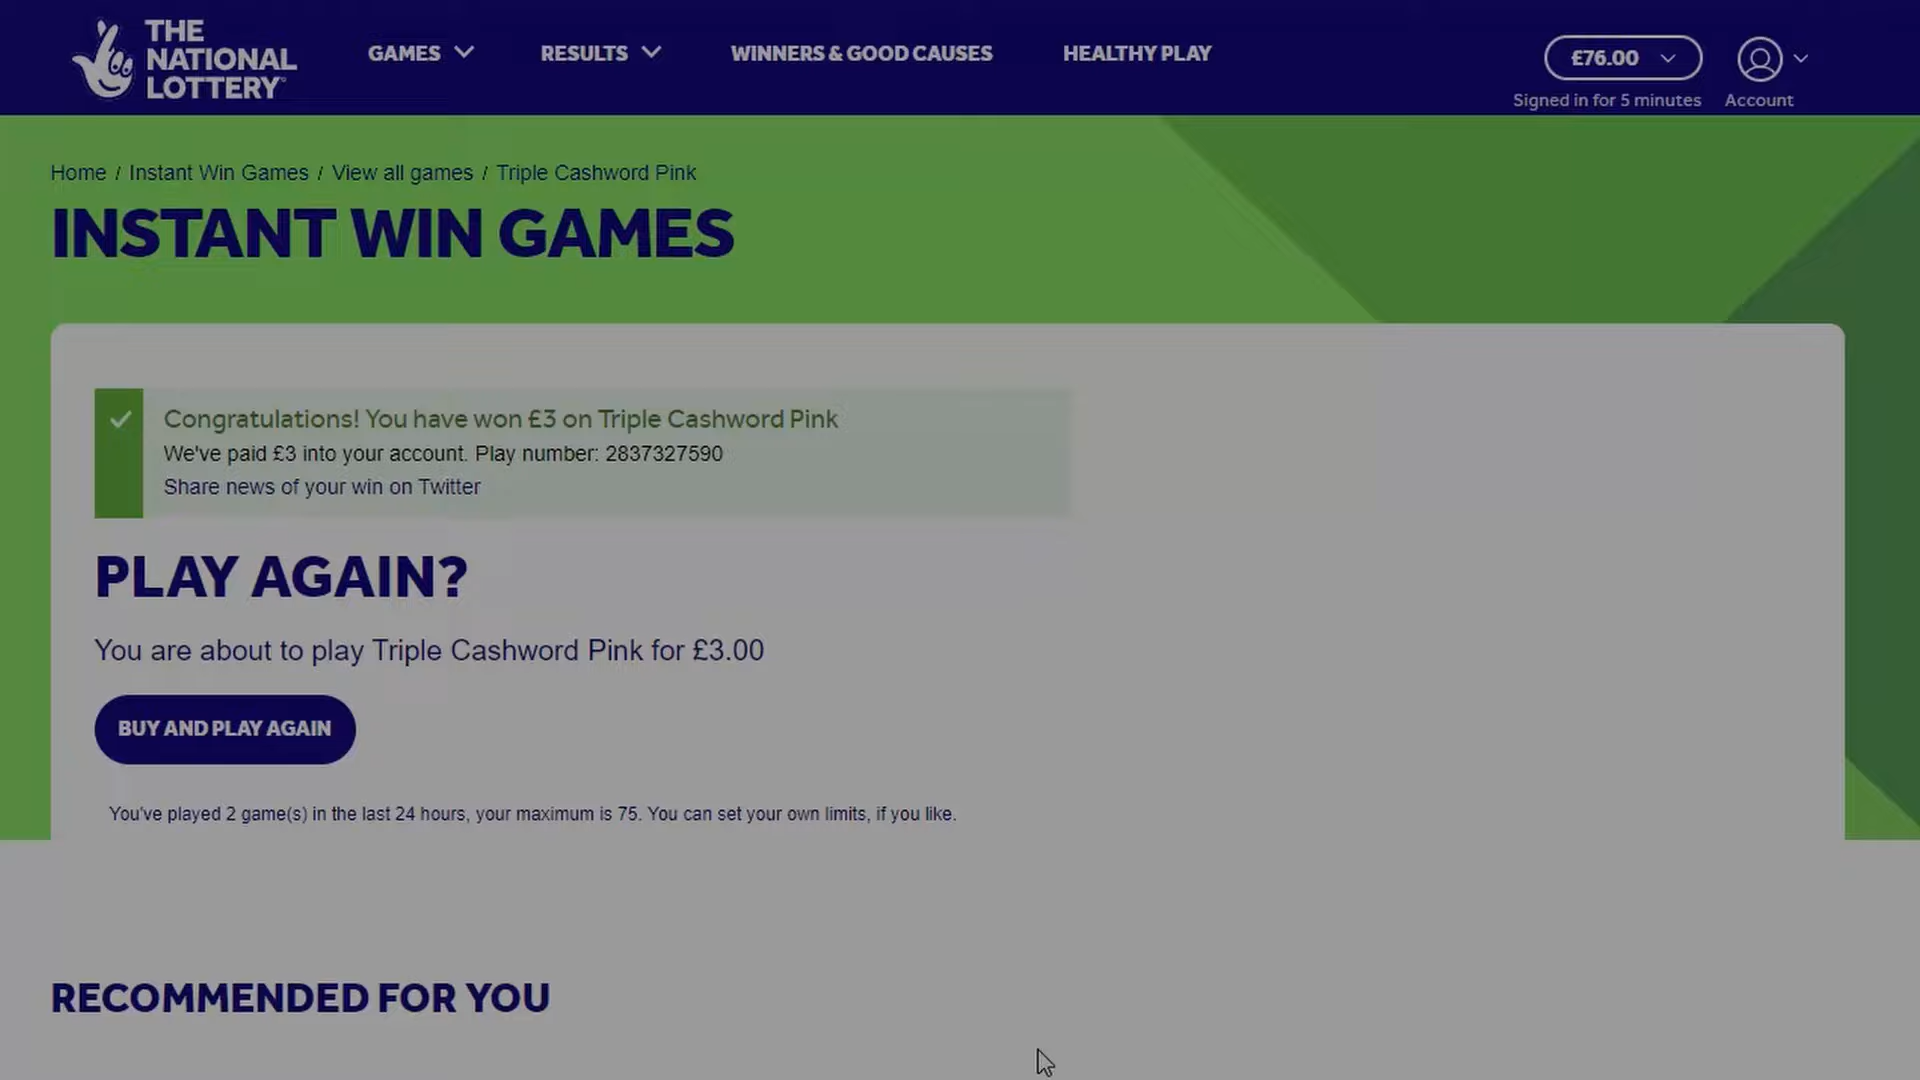 THE
NATIONAL
LOTTERY
GAMES
RESULTS
WINNERS & GOOD CAUSES
HEALTHY PLAY
£76.00
Signed in for 5 minutes
Account
Home / Instant Win Games / View all games / Triple Cashword Pink
INSTANT WIN GAMES
Congratulations! You have won £3 on Triple Cashword Pink
We've paid £3 into your account. Play number: 2837327590
Share news of your win on Twitter
PLAY AGAIN?
You are about to play Triple Cashword Pink for £3.00
BUY AND PLAY AGAIN
You've played 2 game(s) in the last 24 hours, your maximum is 75. You can set your own limits, if you like.
RECOMMENDED FOR YOU